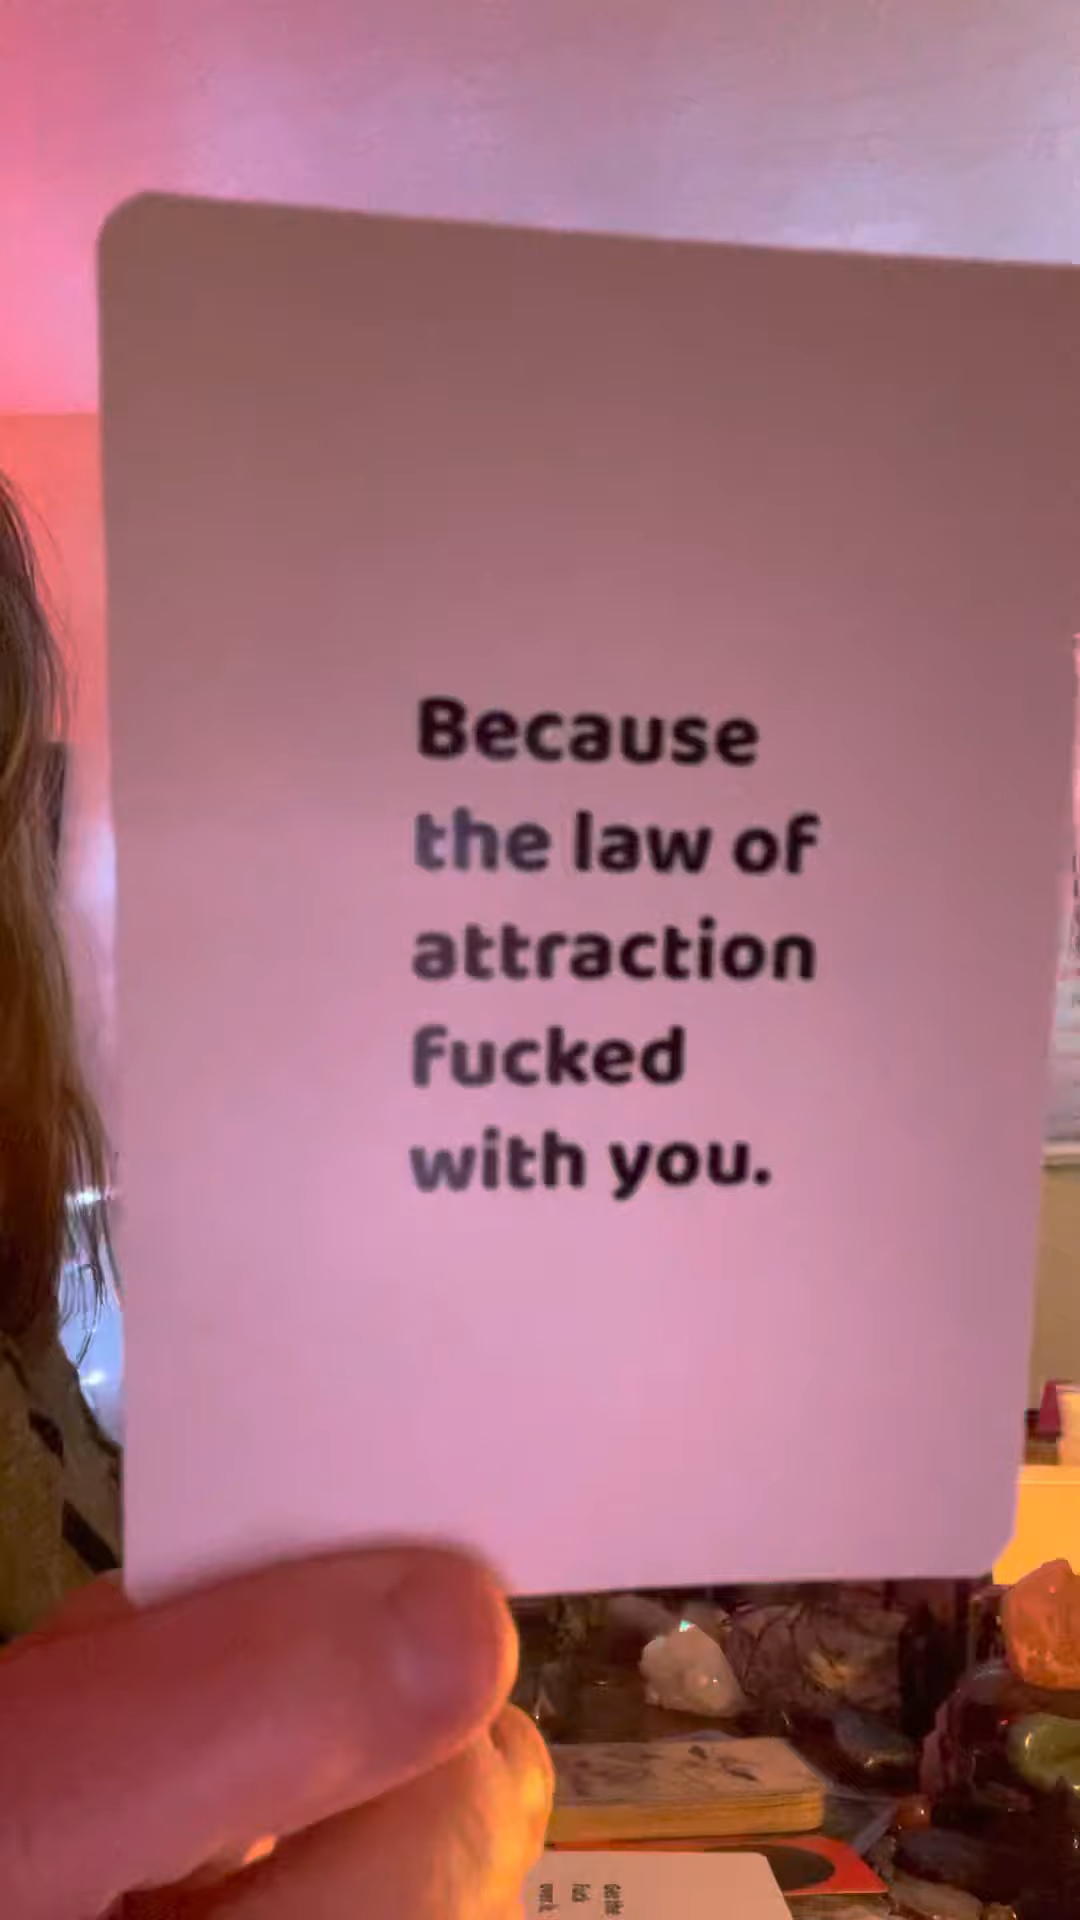 Because
the law of
attraction
fucked
with you.